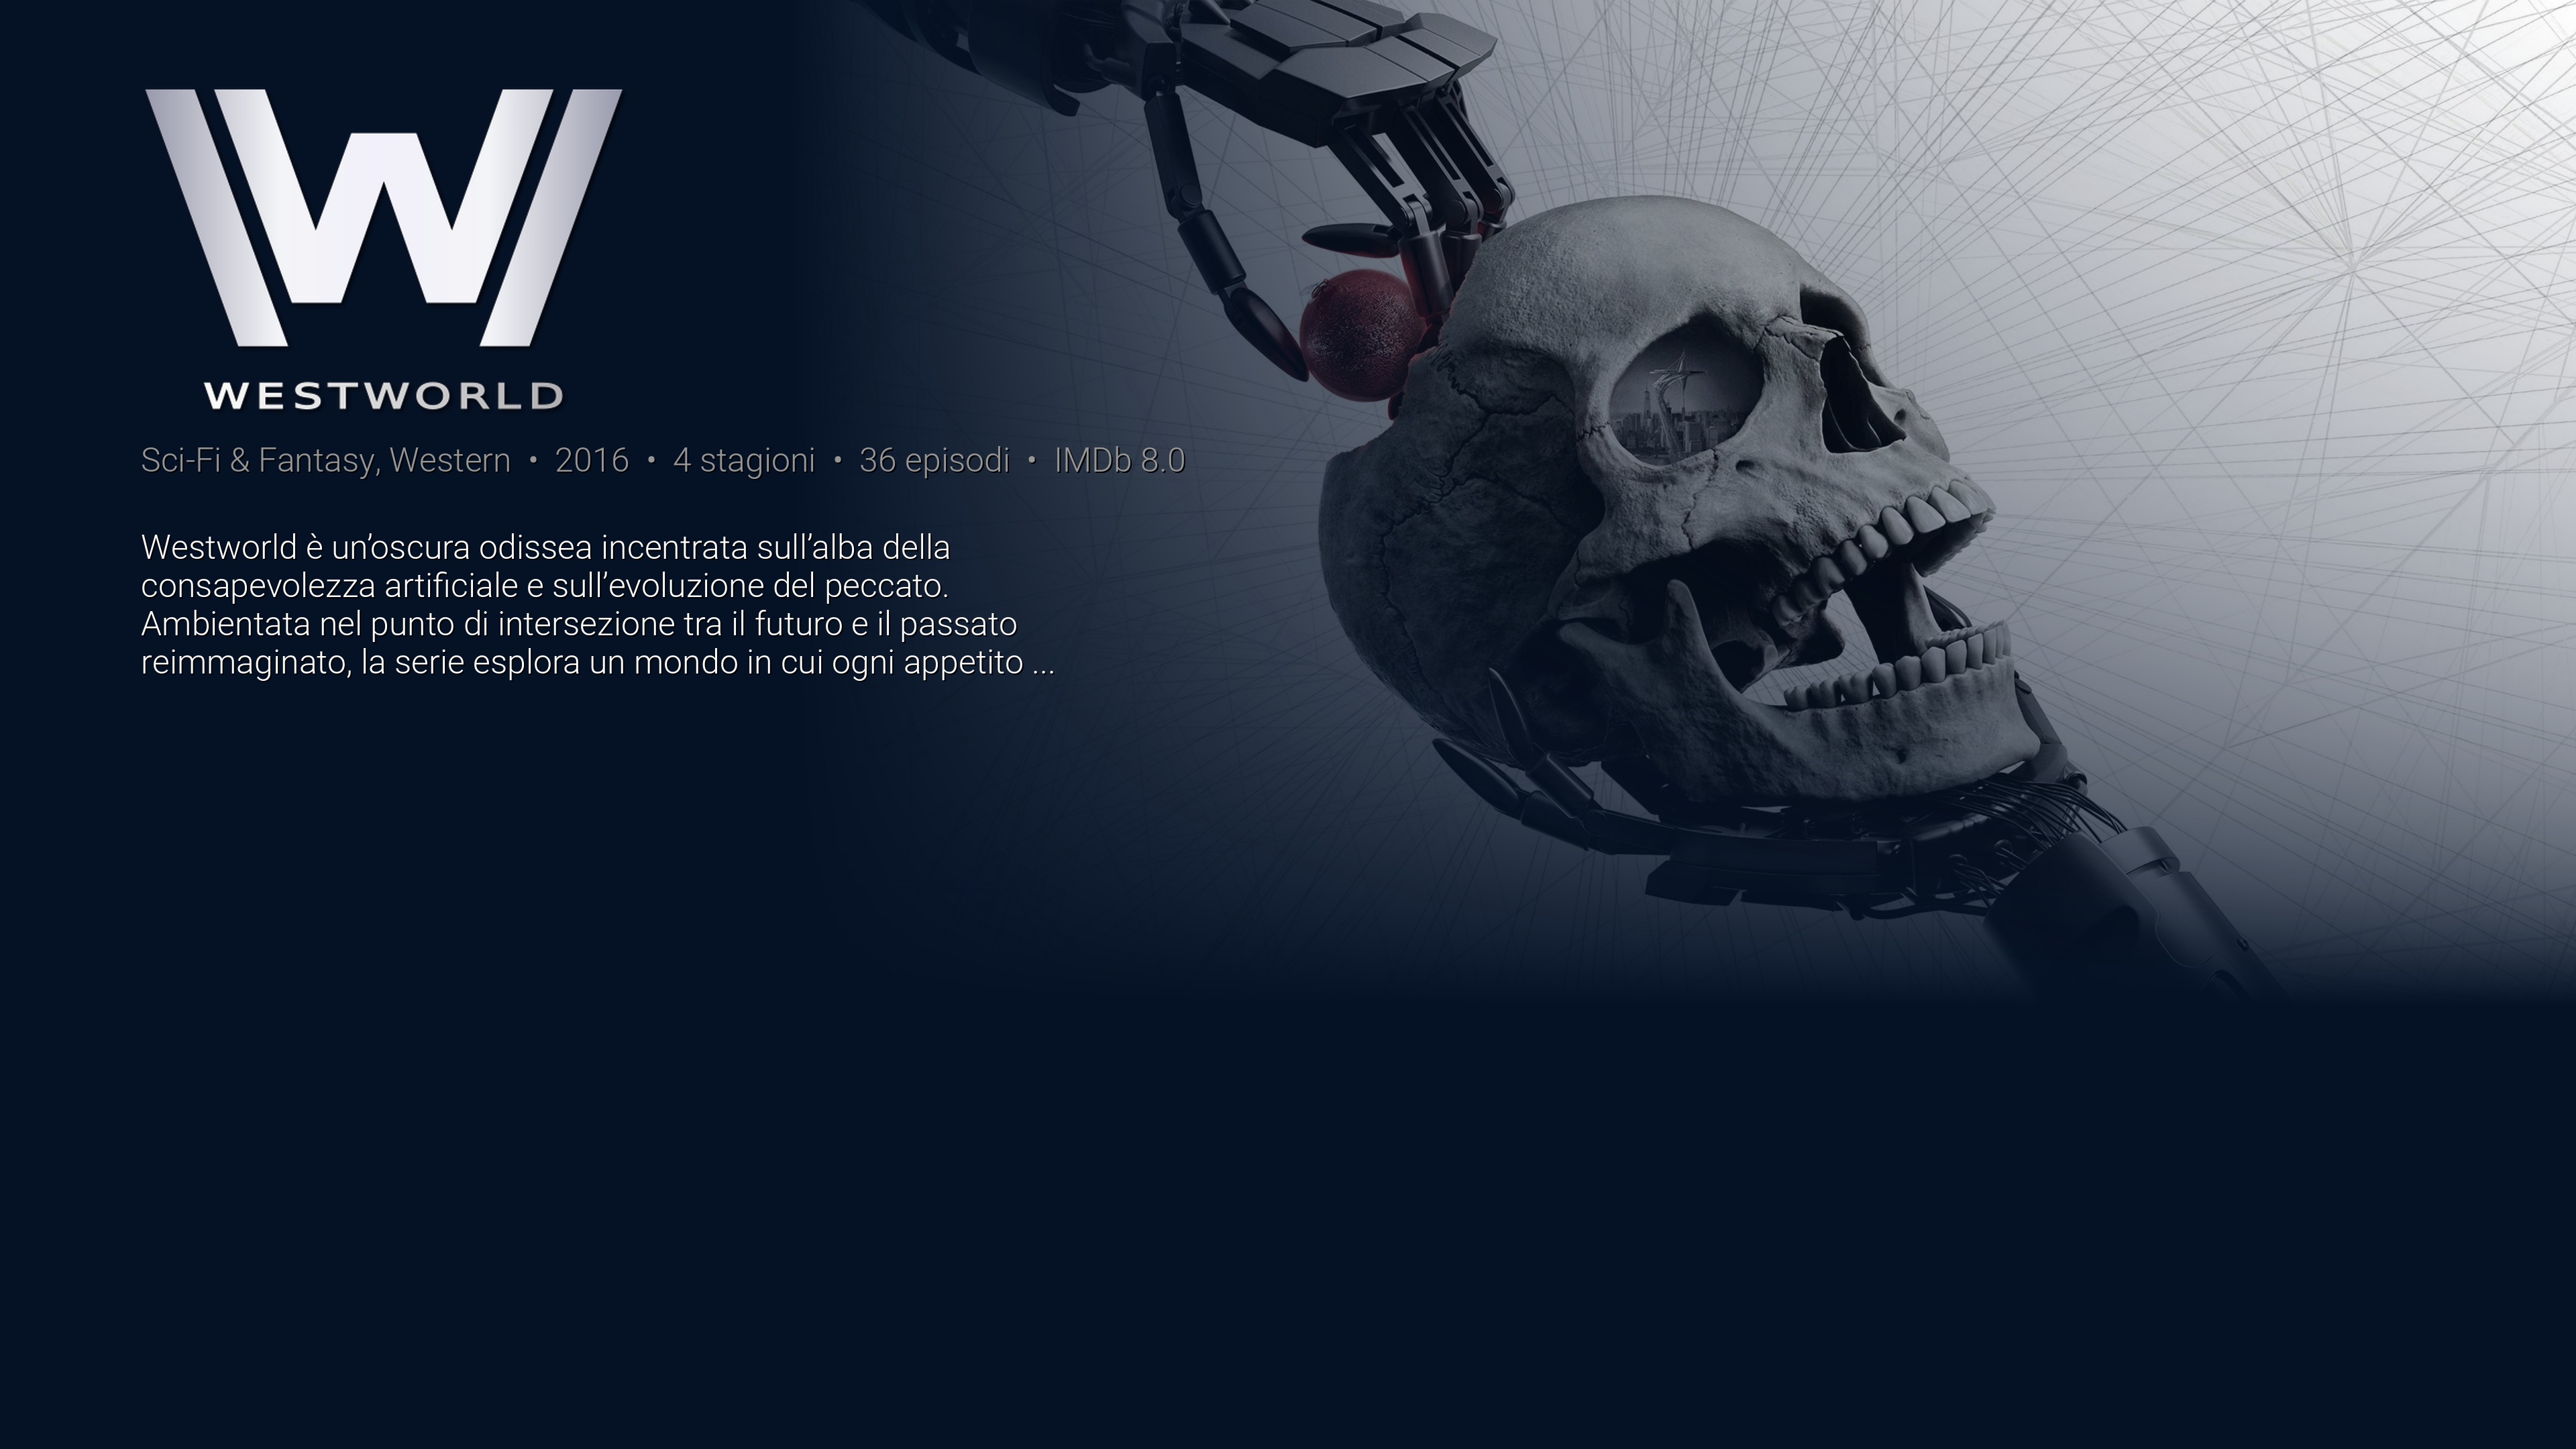 W
WESTWORLD
Sci-Fi & Fantasy, Western • 2016 • 4 stagioni • 36 episodi • IMDb 8.0
Westworld è un’oscura odissea incentrata sull’alba della
consapevolezza artificiale e sull’evoluzione del peccato.
Ambientata nel punto di intersezione tra il futuro e il passato
reimmaginato, la serie esplora un mondo in cui ogni appetito ...